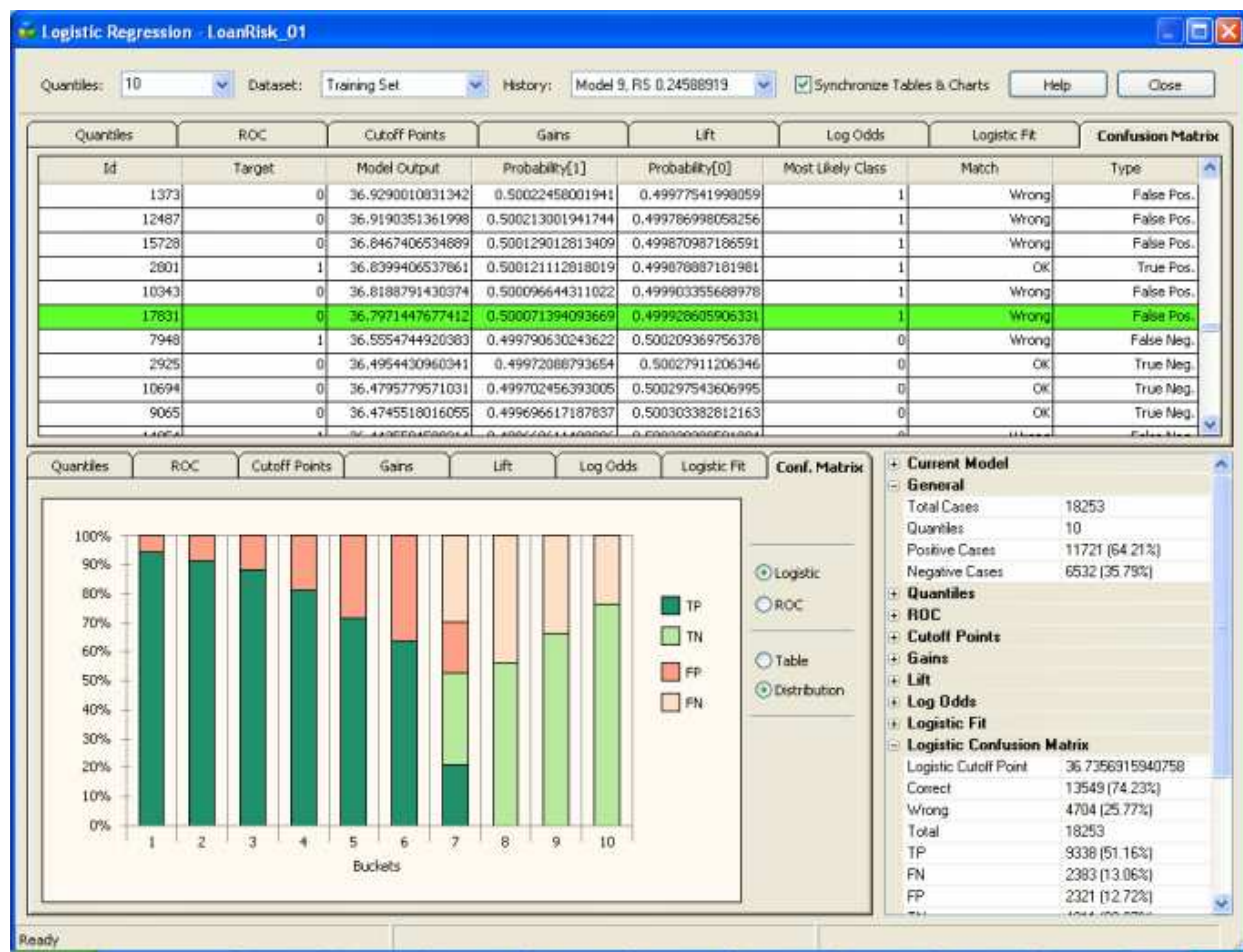 Logistic Regression - LoanRisk_01
Quantiles: 10 Dataset: Training Set History: Model 9, RS 0.24588919 Synchronize Tables & Charts Help Close
Quantiles ROC Cutoff Points Gains Lift Log Odds Logistic Fit Confusion Matrix
Id Target Model Output Probability[1] Probability[0] Most Likely Class Match Type
1373 0 36.9290010831342 0.50022458001941 0.49977541998059 1 Wrong False Pos.
12487 0 36.9190351361998 0.500213001941744 0.499786998058256 1 Wrong False Pos.
15728 0 36.8467406534889 0.500129012813409 0.499870987186591 1 Wrong False Pos.
2801 1 36.8399406537861 0.500121112818019 0.499878887181981 1 OK True Pos.
10343 0 36.8188791430374 0.500096644311022 0.499903355688978 1 Wrong False Pos.
17831 0 36.7971447677412 0.500071394093669 0.499928605906331 1 Wrong False Pos.
7948 1 36.5554744920383 0.499790630243622 0.500209369756378 0 Wrong False Neg.
2925 0 36.4954430960341 0.49972088793654 0.50027911206346 0 OK True Neg.
10694 0 36.4795779571031 0.499702456393005 0.500297543606995 0 OK True Neg.
9065 0 36.4745518016055 0.499696617187837 0.500303382812163 0 OK True Neg.
Quantiles ROC Cutoff Points Gains Lift Log Odds Logistic Fit Conf. Matrix
100%
90%
80%
70%
60%
50%
40%
30%
20%
10%
0%
1 2 3 4 5 6 7 8 9 10
Buckets
TP
TN
FP
FN
Logistic
ROC
Table
Distribution
Current Model
General
Total Cases 18253
Quantiles 10
Positive Cases 11721 (64.21%)
Negative Cases 6532 (35.79%)
Quantiles
ROC
Cutoff Points
Gains
Lift
Log Odds
Logistic Fit
Logistic Confusion Matrix
Logistic Cutoff Point 36.7356915940758
Correct 13549 (74.23%)
Wrong 4704 (25.77%)
Total 18253
TP 9338 (51.16%)
FN 2383 (13.06%)
FP 2321 (12.72%)
Ready